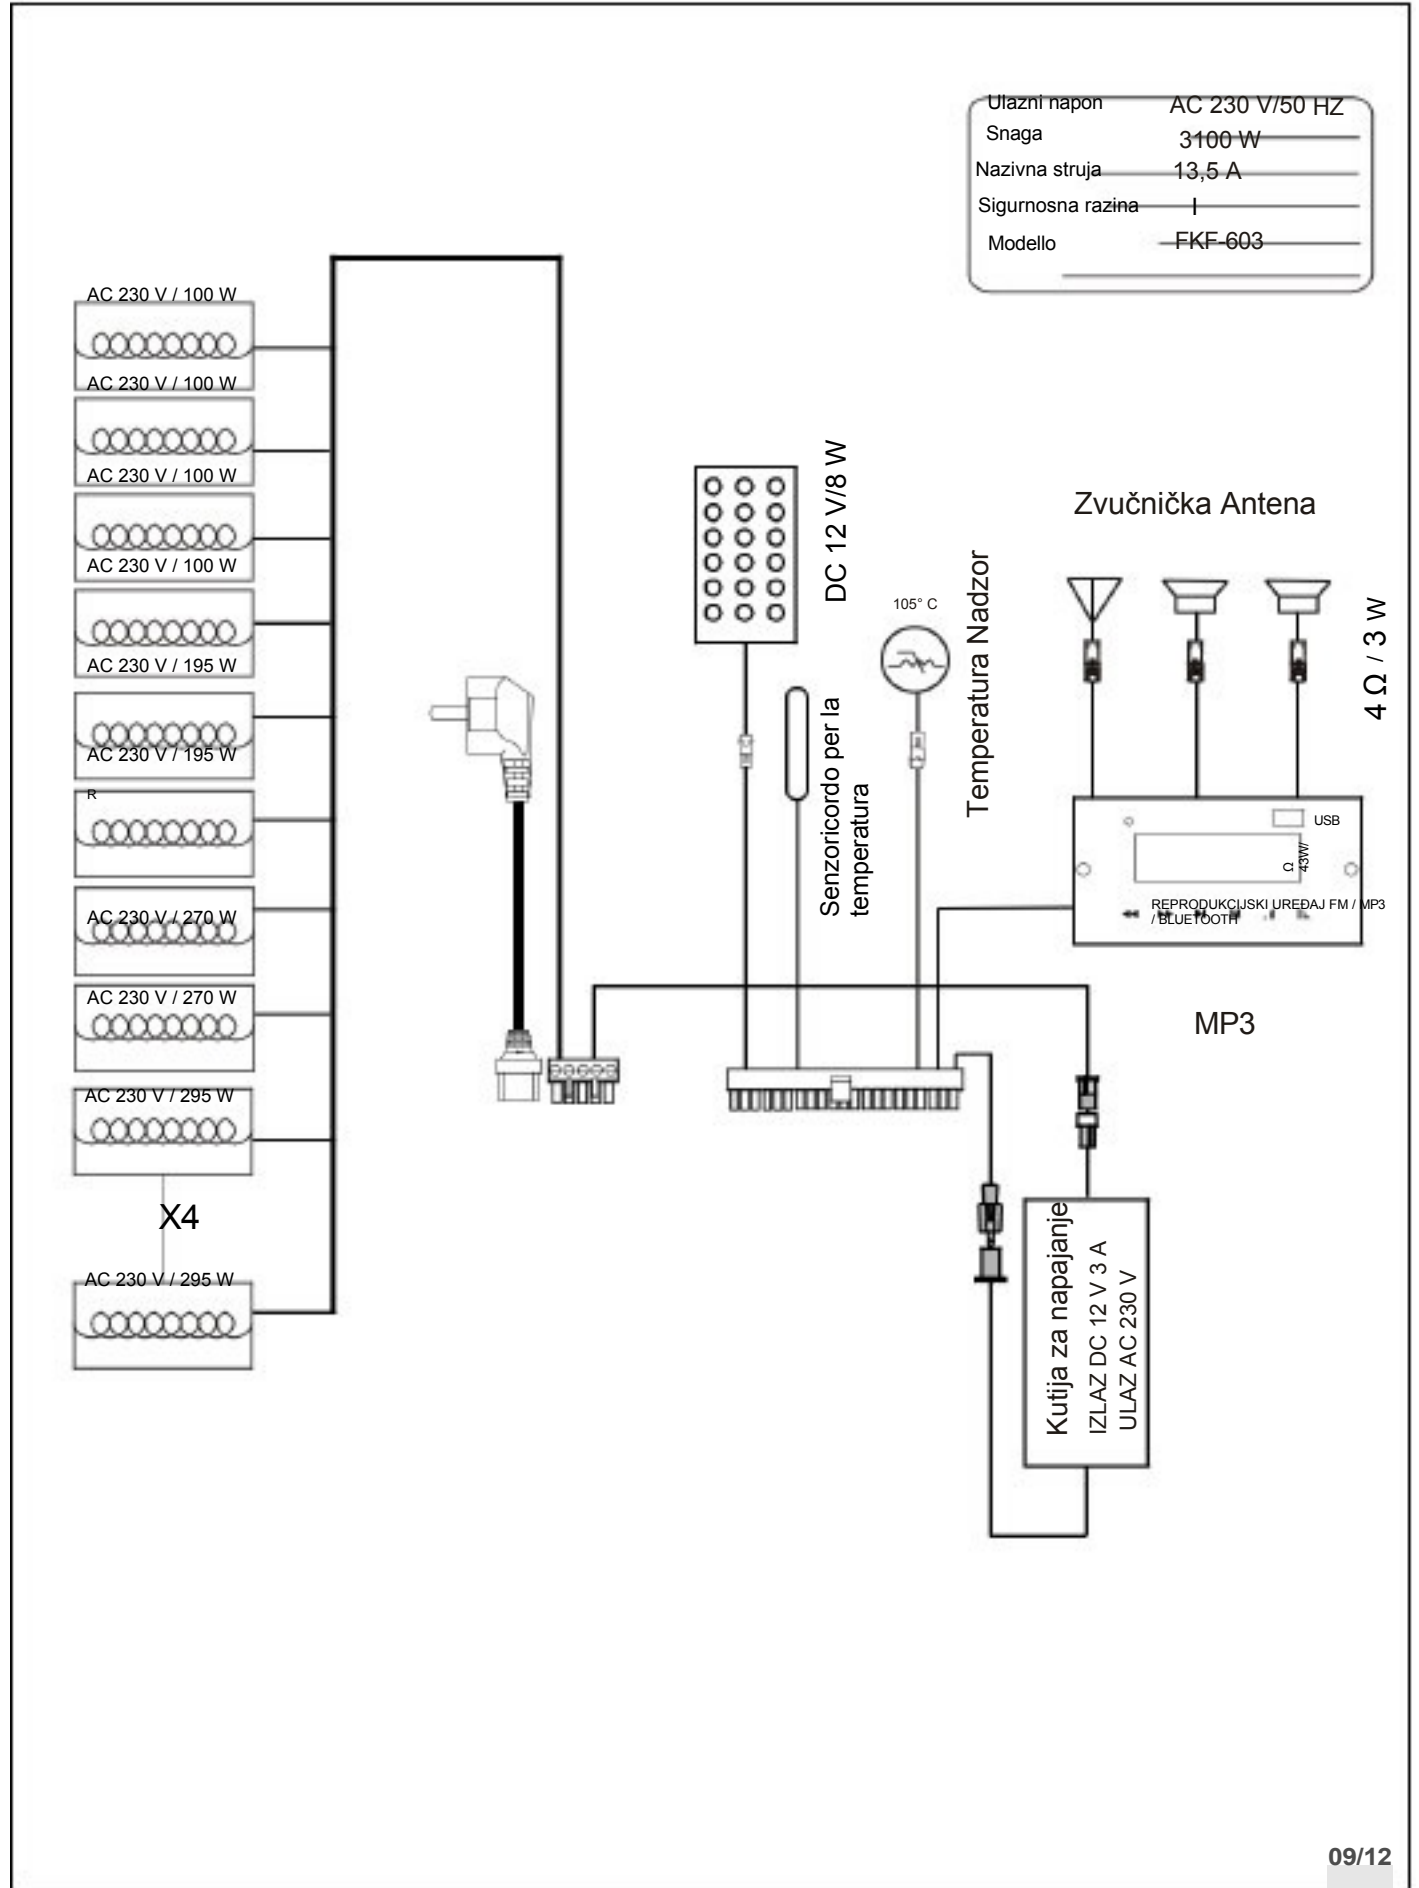 Ulazni napon AC 230 V/50 HZ
Snaga 3100 W
Nazivna struja 13,5 A
Sigurnosna razina I
Modello FKF-603
AC 230 V / 100 W
AC 230 V / 100 W
AC 230 V / 100 W
AC 230 V / 100 W
AC 230 V / 195 W
AC 230 V / 195 W
R
AC 230 V / 270 W
AC 230 V / 270 W
AC 230 V / 295 W
X4
AC 230 V / 295 W
DC 12 V/8 W
Senzoricordo per la
temperatura
105° C
Temperatura Nadzor
Zvučnička Antena
4 Ω / 3 W
USB
Ω
43W/
REPRODUKCIJSKI UREĐAJ FM / MP3
/ BLUETOOTH
MP3
Kutija za napajanje
IZLAZ DC 12 V 3 A
ULAZ AC 230 V
09/12